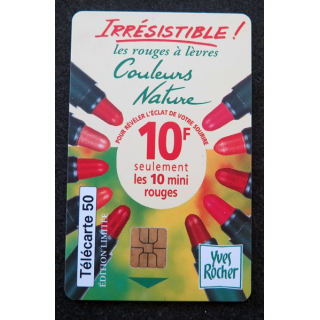 IRRÉSISTIBLE !
les rouges à lèvres
Couleurs
Nature
POUR RÉVÉLER L'ÉCLAT DE VOTRE SOURIRE
10F
seulement
les 10 mini
rouges
Télécarte 50
ÉDITION LIMITÉE
Yves
Rocher